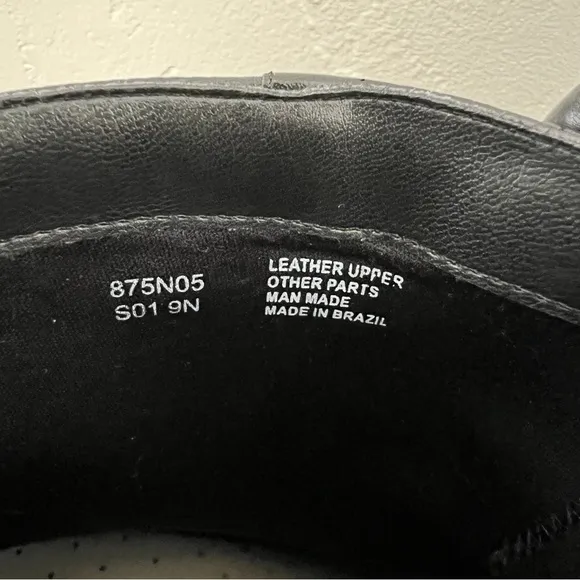 875N05
S01 9N
LEATHER UPPER
OTHER PARTS
MAN MADE
MADE IN BRAZIL